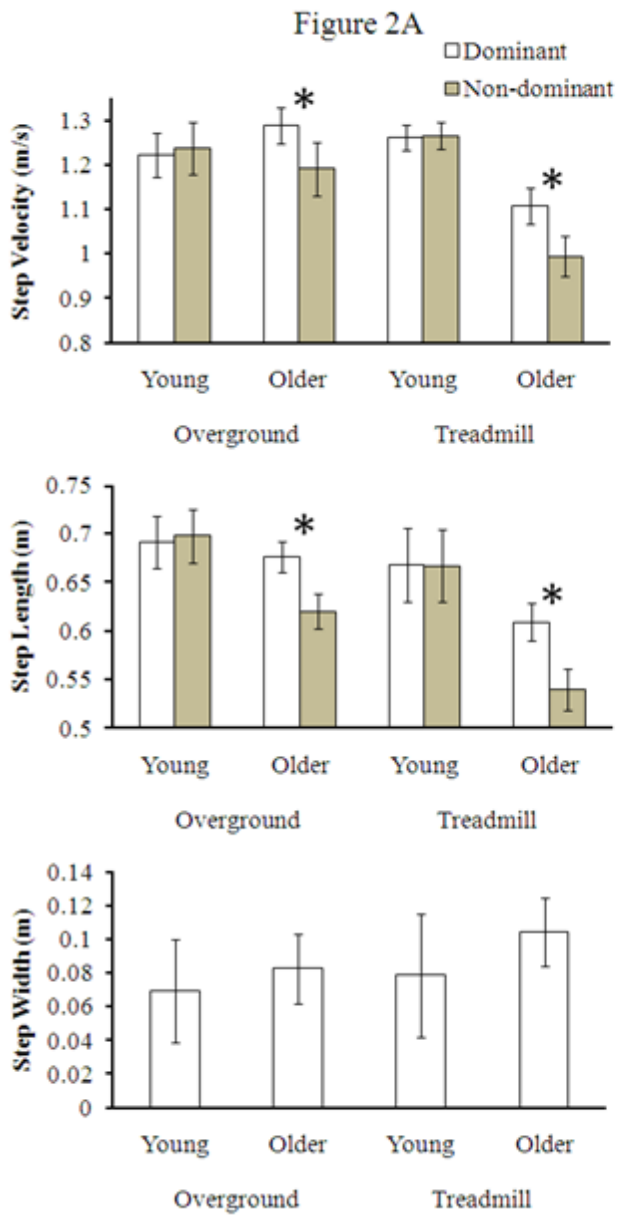 Figure 2A
Dominant
Non-dominant
Step Velocity (m/s)
1.3
1.2
1.1
1
0.9
0.8
*
*
Young Older Young Older
Overground Treadmill
Step Length (m)
0.75
0.7
0.65
0.6
0.55
0.5
*
*
Young Older Young Older
Overground Treadmill
Step Width (m)
0.14
0.12
0.1
0.08
0.06
0.04
0.02
0
Young Older Young Older
Overground Treadmill